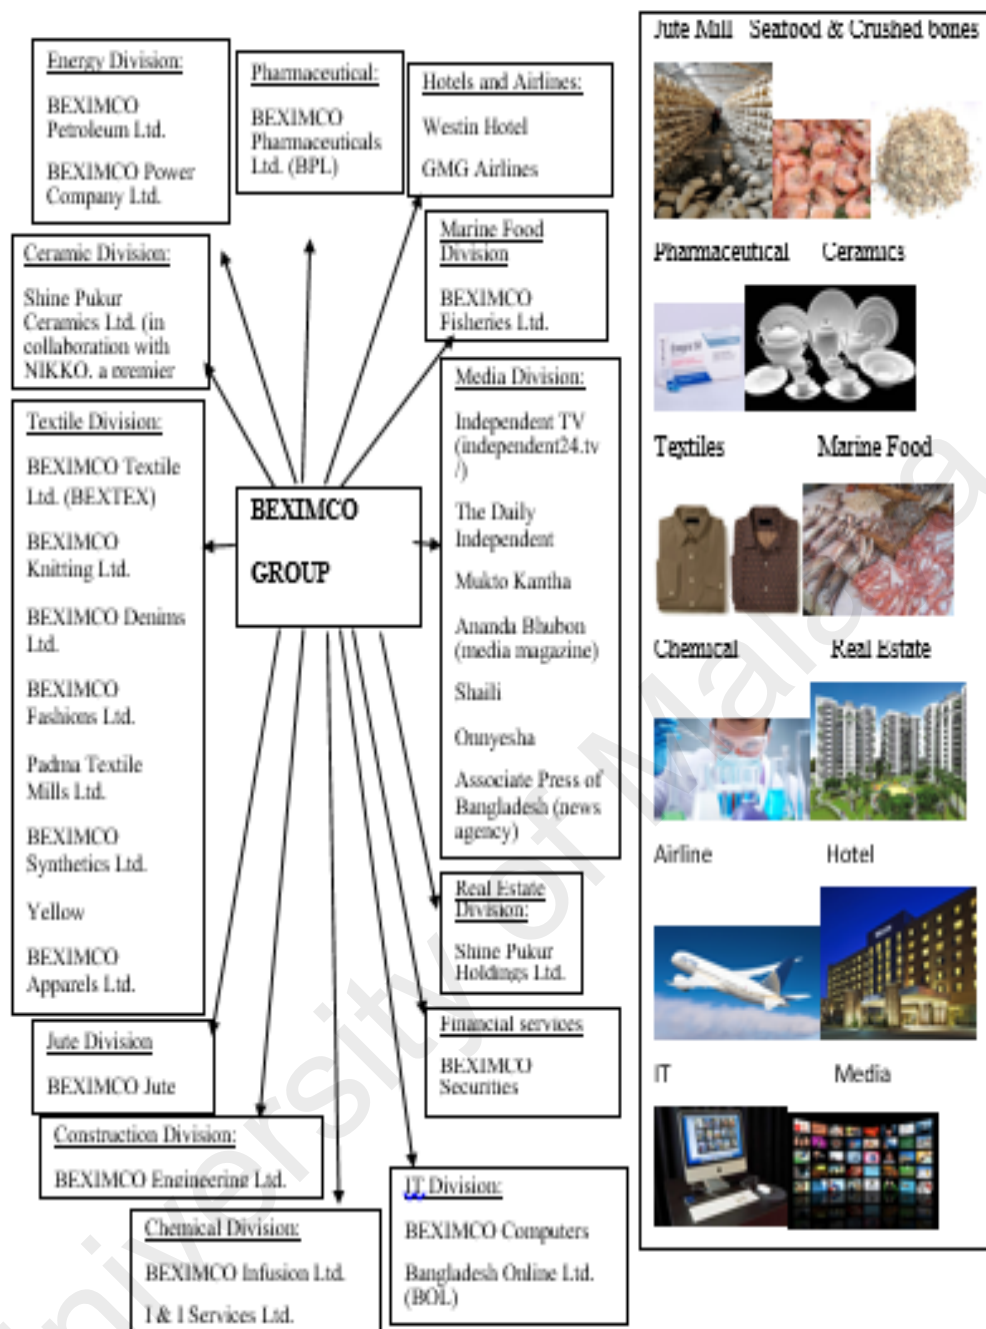 Energy Division:
BEXIMCO
Petroleum Ltd.
BEXIMCO Power
Company Ltd.
Pharmaceutical:
BEXIMCO
Pharmaceuticals
Ltd. (BPL)
Hotels and Airlines:
Westin Hotel
GMG Airlines
Ceramic Division:
Shine Pukur
Ceramics Ltd. (in
collaboration with
NIKKO, a premier
Marine Food
Division
BEXIMCO
Fisheries Ltd.
Textile Division:
BEXIMCO Textile
Ltd. (BEXTEX)
BEXIMCO
Knitting Ltd.
BEXIMCO Denims
Ltd.
BEXIMCO
Fashions Ltd.
Padma Textile
Mills Ltd.
BEXIMCO
Synthetics Ltd.
Yellow
BEXIMCO
Apparels Ltd.
BEXIMCO
GROUP
Media Division:
Independent TV
(independent24.tv
/)
The Daily
Independent
Mukto Kantha
Ananda Bhubon
(media magazine)
Shaili
Onnyesha
Associate Press of
Bangladesh (news
agency)
Real Estate
Division:
Shine Pukur
Holdings Ltd.
Jute Division
BEXIMCO Jute
Financial services
BEXIMCO
Securities
Construction Division:
BEXIMCO Engineering Ltd.
Chemical Division:
BEXIMCO Infusion Ltd.
I & I Services Ltd.
IT Division:
BEXIMCO Computers
Bangladesh Online Ltd.
(BOL)
Jute Mill Seafood & Crushed bones
Pharmaceutical Ceramics
Textiles Marine Food
Chemical Real Estate
Airline Hotel
IT Media
University of Malaya